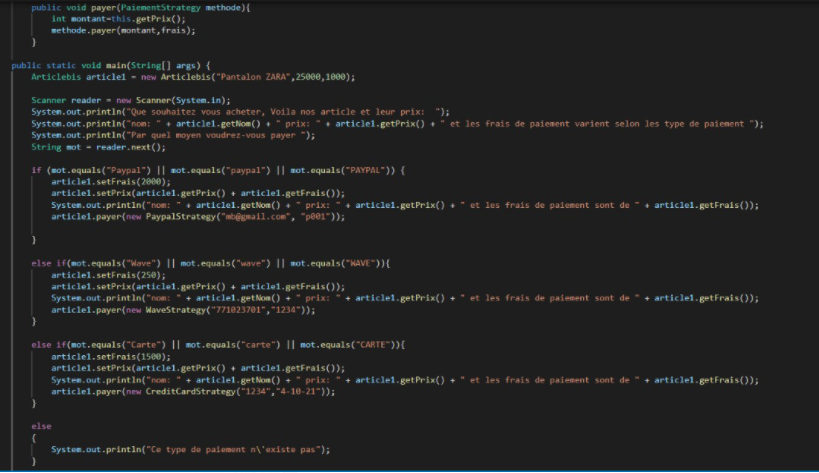 public void payer(PaiementStrategy methode){
int montant=this.getPrix();
methode.payer(montant,frais);
}
public static void main(String[] args) {
Articlebis article1 = new Articlebis("Pantalon ZARA",25000,1000);
Scanner reader = new Scanner(System.in);
System.out.println("Que souhaitez vous acheter, Voila nos article et leur prix:  ");
System.out.println("nom: " + article1.getNom() + " prix: " + article1.getPrix() + " et les frais de paiement varient selon les type de paiement ");
System.out.println("Par quel moyen voudrez-vous payer ");
String mot = reader.next();
if (mot.equals("Paypal") || mot.equals("paypal") || mot.equals("PAYPAL")) {
article1.setFrais(2000);
article1.setPrix(article1.getPrix() + article1.getFrais());
System.out.println("nom: " + article1.getNom() + " prix: " + article1.getPrix() + " et les frais de paiement sont de " + article1.getFrais());
article1.payer(new PaypalStrategy("mb@gmail.com", "p001"));
}
else if(mot.equals("Wave") || mot.equals("wave") || mot.equals("WAVE")){
article1.setFrais(250);
article1.setPrix(article1.getPrix() + article1.getFrais());
System.out.println("nom: " + article1.getNom() + " prix: " + article1.getPrix() + " et les frais de paiement sont de " + article1.getFrais());
article1.payer(new WaveStrategy("771023701","1234"));
}
else if(mot.equals("Carte") || mot.equals("carte") || mot.equals("CARTE")){
article1.setFrais(1500);
article1.setPrix(article1.getPrix() + article1.getFrais());
System.out.println("nom: " + article1.getNom() + " prix: " + article1.getPrix() + " et les frais de paiement sont de " + article1.getFrais());
article1.payer(new CreditCardStrategy("1234","4-10-21"));
}
else
{
System.out.println("Ce type de paiement n\'existe pas");
}